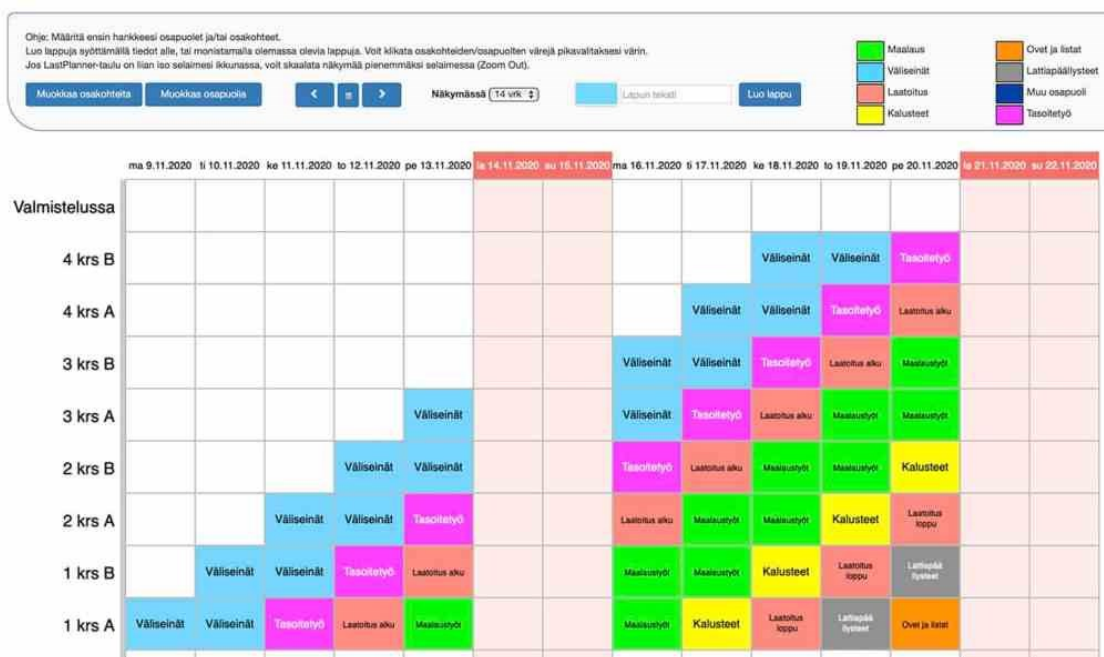 Ohje: Määritä ensin hankkeesi osapuolet ja/tai osakohteet.
Luo lappuja syöttämällä tiedot alle, tai monistamalla olemassa olevia lappuja. Voit klikata osakohteiden/osapuolten värejä pikavalitaksesi värin.
Jos LastPlanner-taulu on liian iso selaimesi ikkunassa, voit skaalata näkymää pienemmäksi selaimessa (Zoom Out).
Muokkaa osakohteita Muokkaa osapuolia < > Näkymässä 14 vrk Lapun teksti Luo lappu
Maalaus Ovet ja listat
Väliseinät Lattiapäällysteet
Laatoitus Muu osapuoli
Kalusteet Tasoitetyö
ma 9.11.2020 ti 10.11.2020 ke 11.11.2020 to 12.11.2020 pe 13.11.2020 la 14.11.2020 su 15.11.2020 ma 16.11.2020 ti 17.11.2020 ke 18.11.2020 to 19.11.2020 pe 20.11.2020 la 21.11.2020 su 22.11.2020
Valmistelussa
4 krs B Väliseinät Väliseinät Tasoitetyö
4 krs A Väliseinät Väliseinät Tasoitetyö Laatoitus alku
3 krs B Väliseinät Väliseinät Tasoitetyö Laatoitus alku Maalaustyöt
3 krs A Väliseinät Väliseinät Tasoitetyö Laatoitus alku Maalaustyöt Maalaustyöt
2 krs B Väliseinät Väliseinät Tasoitetyö Laatoitus alku Maalaustyöt Maalaustyöt Kalusteet
2 krs A Väliseinät Väliseinät Tasoitetyö Laatoitus alku Maalaustyöt Maalaustyöt Kalusteet Laatoitus
loppu
1 krs B Väliseinät Väliseinät Tasoitetyö Laatoitus alku Maalaustyöt Maalaustyöt Kalusteet Laatoitus Lattiapää
loppu llysteet
1 krs A Väliseinät Väliseinät Tasoitetyö Laatoitus alku Maalaustyöt Maalaustyöt Kalusteet Laatoitus Lattiapää Ovet ja listat
loppu llysteet